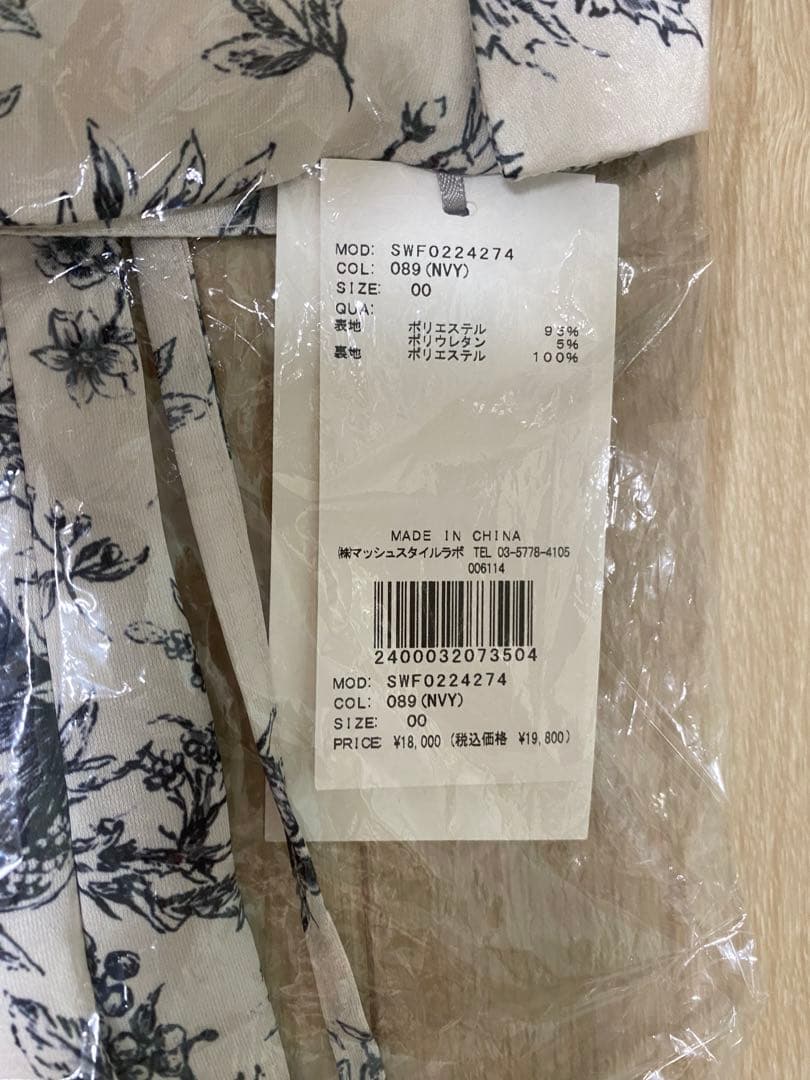 MOD: SWF0224274
COL: 089(NVY)
SIZE: 00
QUA:
表地 ポリエステル 95%
ポリウレタン 5%
裏地 ポリエステル 100%
MADE IN CHINA
㈱マッシュスタイルラボ TEL 03-5778-4105
006114
2400032073504
MOD: SWF0224274
COL: 089(NVY)
SIZE: 00
PRICE: ¥18,000 (税込価格 ¥19,800)